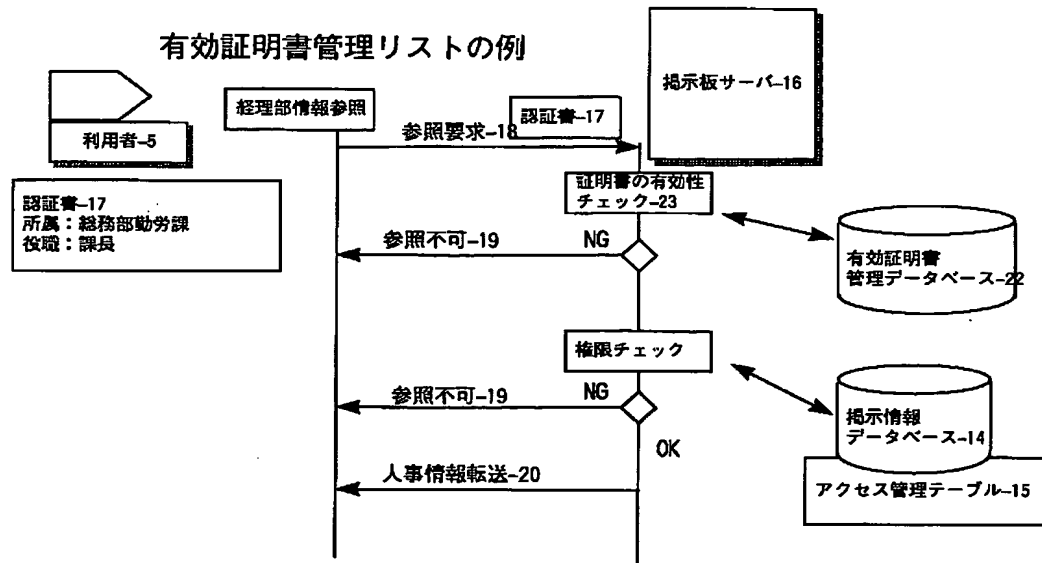 有効証明書管理リストの例
掲示板サーバ-16
利用者-5
経理部情報参照
認証書-17
参照要求-18
認証書-17
所属：総務部勤労課
役職：課長
証明書の有効性
チェック-23
参照不可-19
NG
有効証明書
管理データベース-22
権限チェック
参照不可-19
NG
掲示情報
データベース-14
OK
人事情報転送-20
アクセス管理テーブル-15